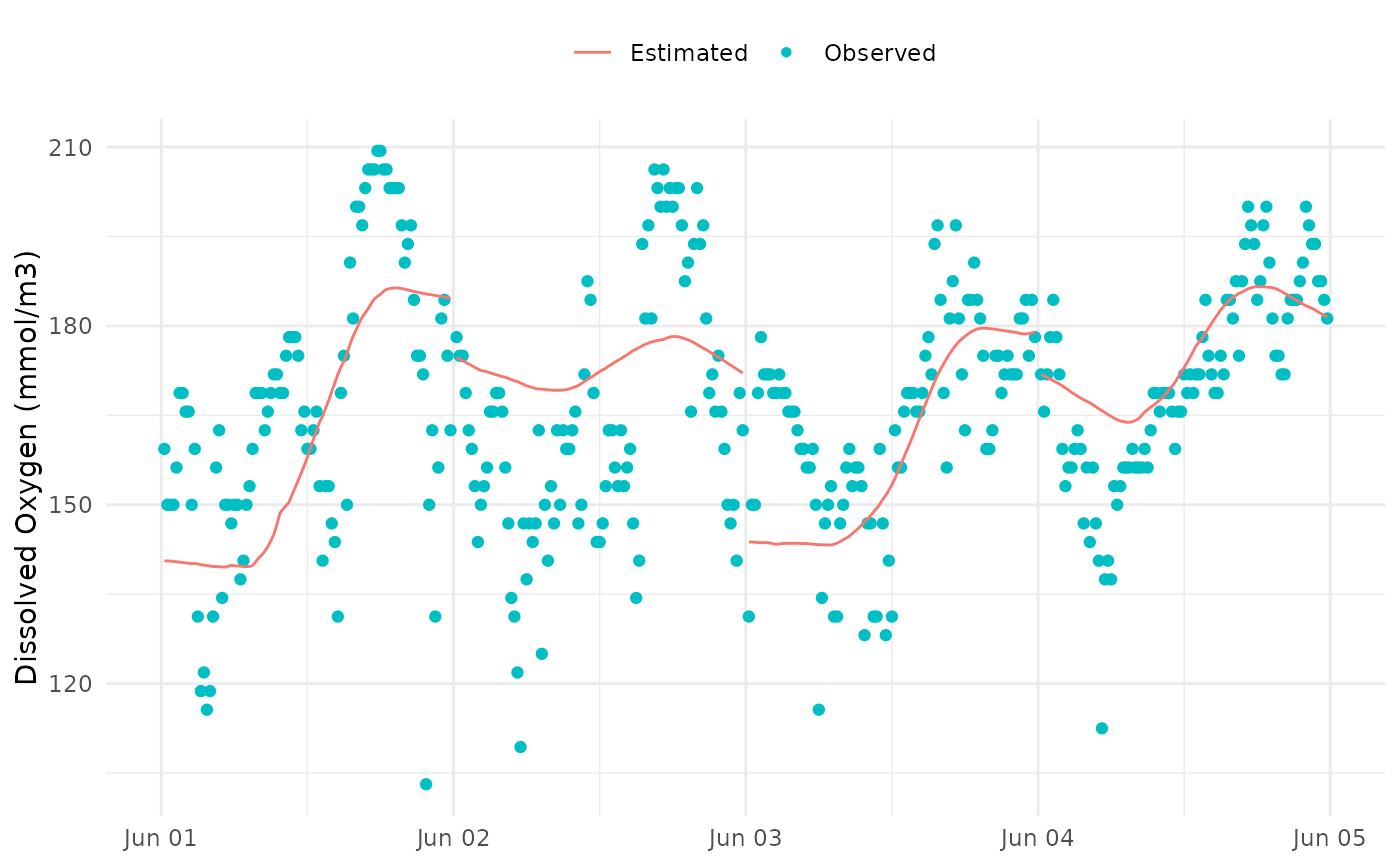 Estimated Observed
Dissolved Oxygen (mmol/m3)
210
180
150
120
Jun 01 Jun 02 Jun 03 Jun 04 Jun 05